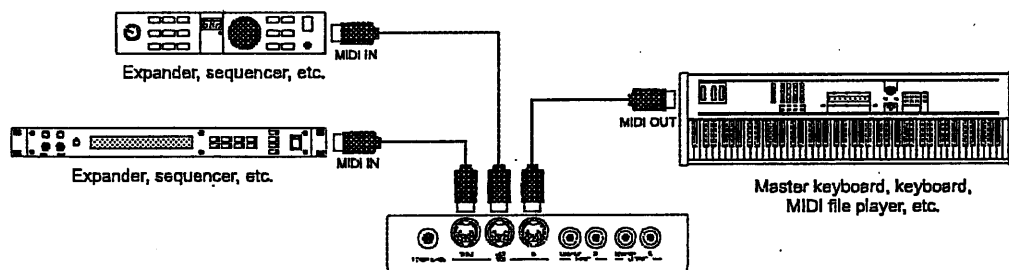 MIDI IN
Expander, sequencer, etc.
MIDI OUT
MIDI IN
Expander, sequencer, etc.
Master keyboard, keyboard,
MIDI file player, etc.